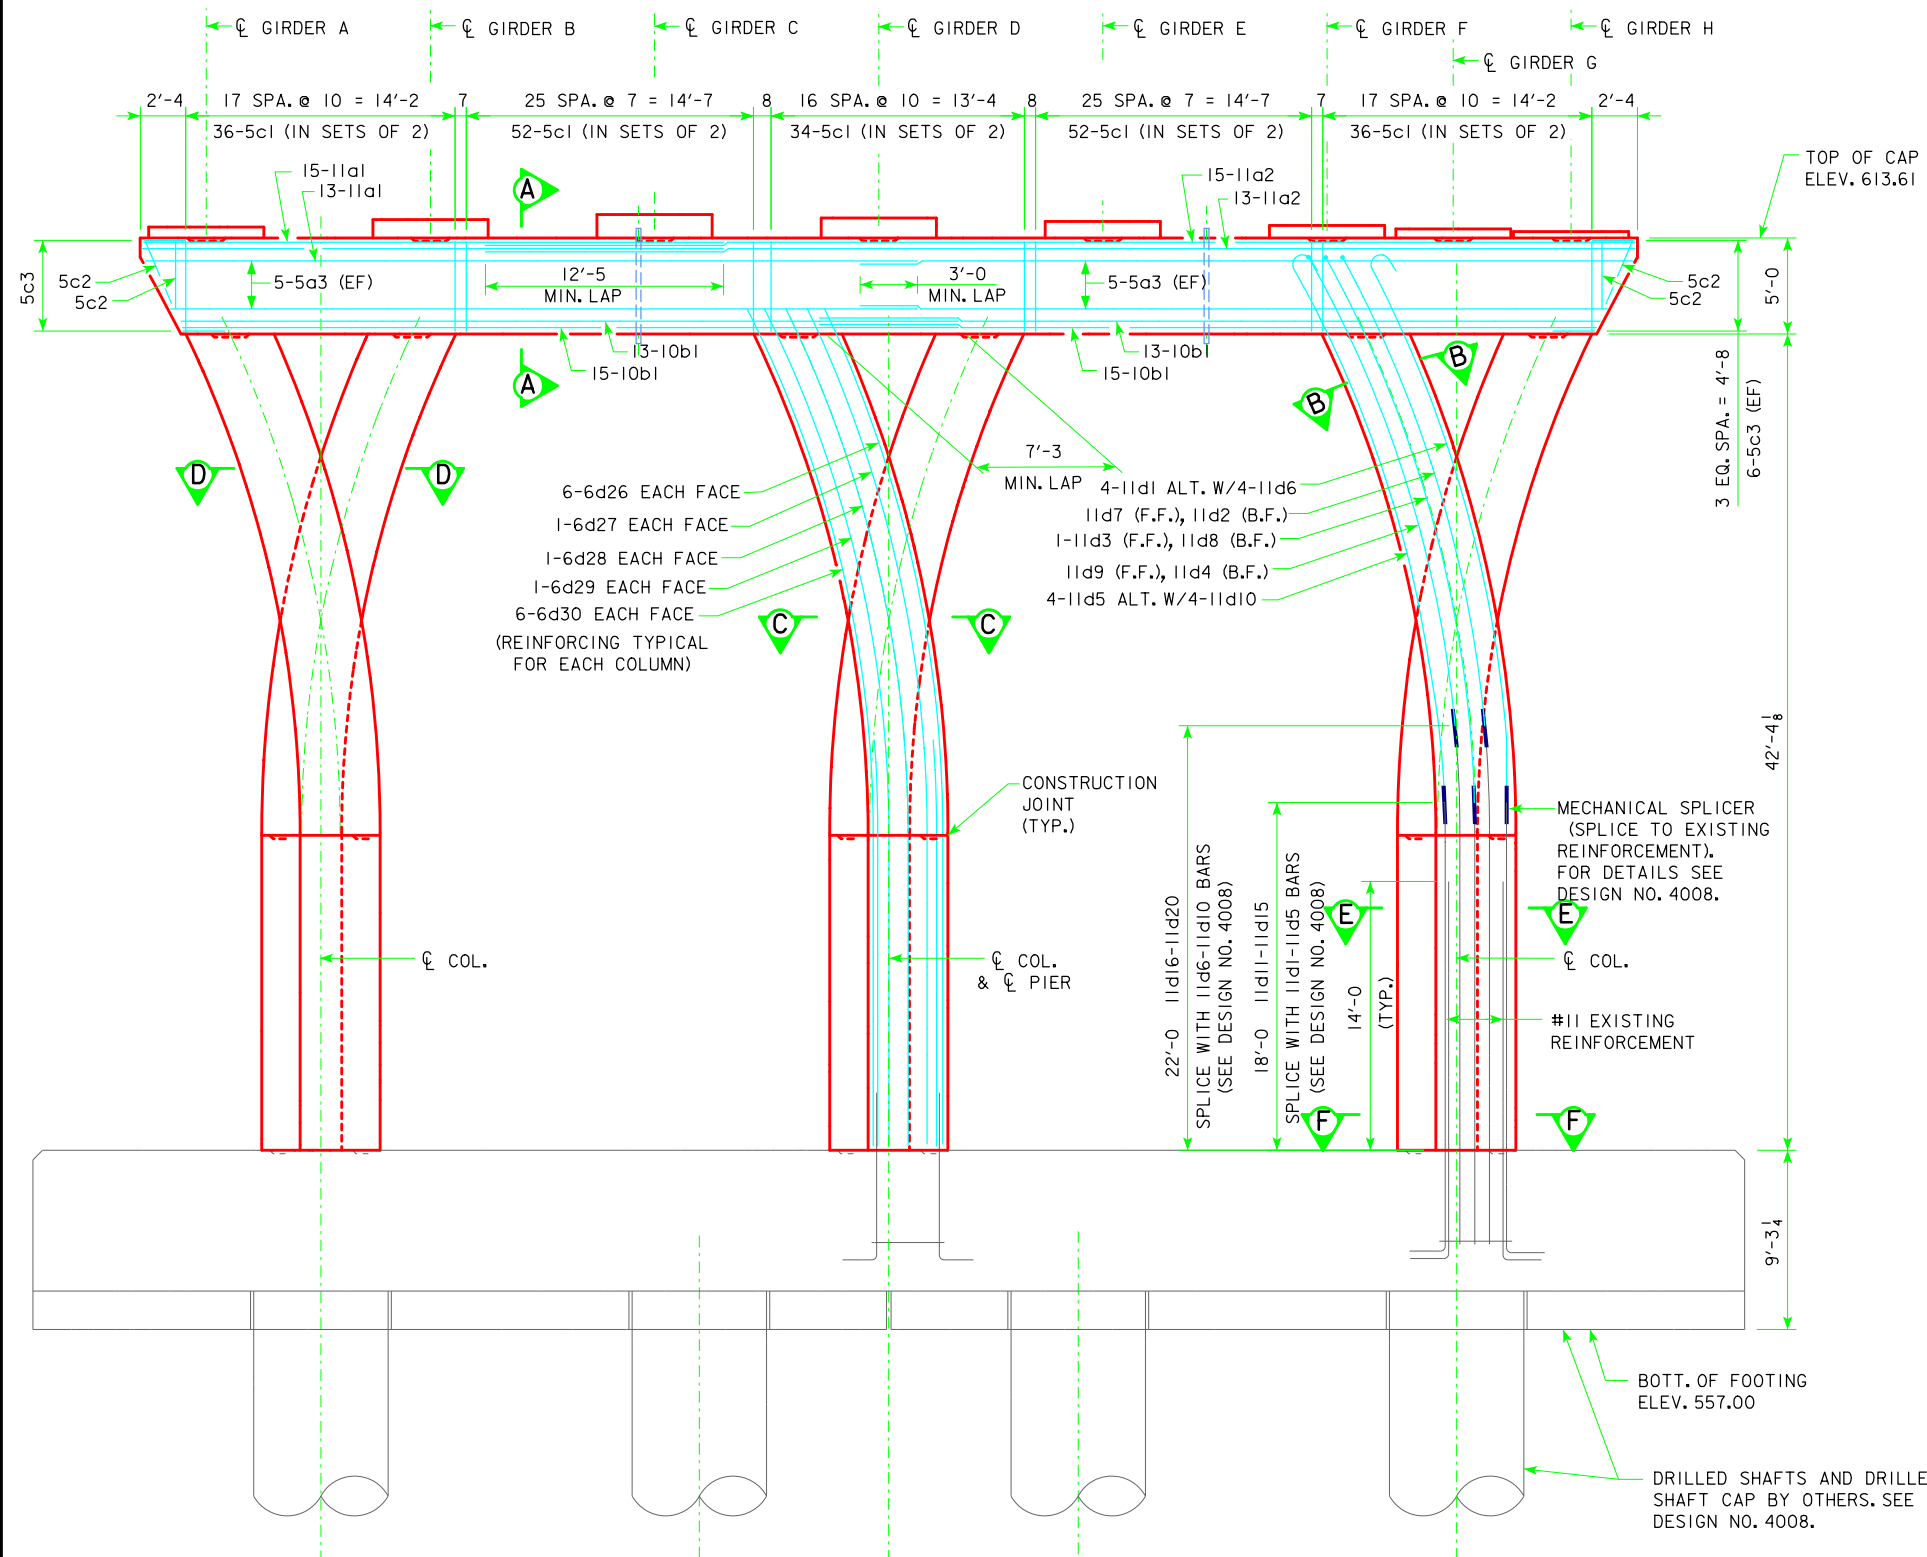 ℄ GIRDER A
℄ GIRDER B
℄ GIRDER C
℄ GIRDER D
℄ GIRDER E
℄ GIRDER F
℄ GIRDER H
℄ GIRDER G
2'-4
17 SPA. @ 10 = 14'-2
7
25 SPA. @ 7 = 14'-7
8
16 SPA. @ 10 = 13'-4
8
25 SPA. @ 7 = 14'-7
7
17 SPA. @ 10 = 14'-2
2'-4
36-5c1 (IN SETS OF 2)
52-5c1 (IN SETS OF 2)
34-5c1 (IN SETS OF 2)
52-5c1 (IN SETS OF 2)
36-5c1 (IN SETS OF 2)
15-11a1
13-11a1
A
15-11a2
13-11a2
TOP OF CAP
ELEV. 613.61
5c3
5c2
5c2
5-5a3 (EF)
12'-5
MIN. LAP
3'-0
MIN. LAP
5-5a3 (EF)
5c2
5c2
5'-0
13-10b1
15-10b1
A
13-10b1
15-10b1
B
B
3 EQ. SPA. = 4'-8
6-5c3 (EF)
D
D
7'-3
MIN. LAP
6-6d26 EACH FACE
1-6d27 EACH FACE
1-6d28 EACH FACE
1-6d29 EACH FACE
6-6d30 EACH FACE
(REINFORCING TYPICAL
FOR EACH COLUMN)
4-11d1 ALT. W/4-11d6
11d7 (F.F.), 11d2 (B.F.)
1-11d3 (F.F.), 11d8 (B.F.)
11d9 (F.F.), 11d4 (B.F.)
4-11d5 ALT. W/4-11d10
C
C
42'-4 1/8
CONSTRUCTION
JOINT
(TYP.)
MECHANICAL SPLICER
(SPLICE TO EXISTING
REINFORCEMENT).
FOR DETAILS SEE
DESIGN NO. 4008.
22'-0 11d16-11d20
SPLICE WITH 11d6-11d10 BARS
(SEE DESIGN NO. 4008)
18'-0 11d11-11d15
SPLICE WITH 11d1-11d5 BARS
(SEE DESIGN NO. 4008)
14'-0
(TYP.)
E
E
℄ COL.
℄ COL.
& ℄ PIER
℄ COL.
#11 EXISTING
REINFORCEMENT
F
F
9'-3 1/4
BOTT. OF FOOTING
ELEV. 557.00
DRILLED SHAFTS AND DRILLE
SHAFT CAP BY OTHERS. SEE
DESIGN NO. 4008.